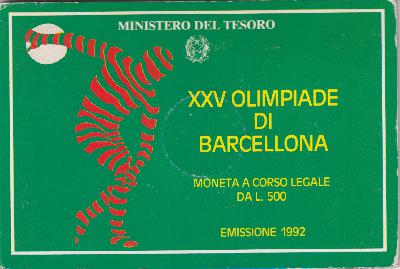 MINISTERO DEL TESORO
XXV OLIMPIADE
DI
BARCELLONA
MONETA A CORSO LEGALE
DA L. 500
EMISSIONE 1992